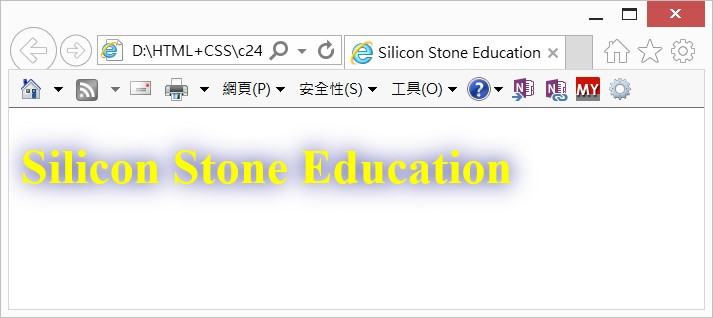 D:\HTML+CSS\c24
Silicon Stone Education
網頁(P) 安全性(S) 工具(O) MY
Silicon Stone Education